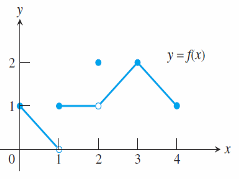 y
y = f(x)
2
1
0 1 2 3 4 x